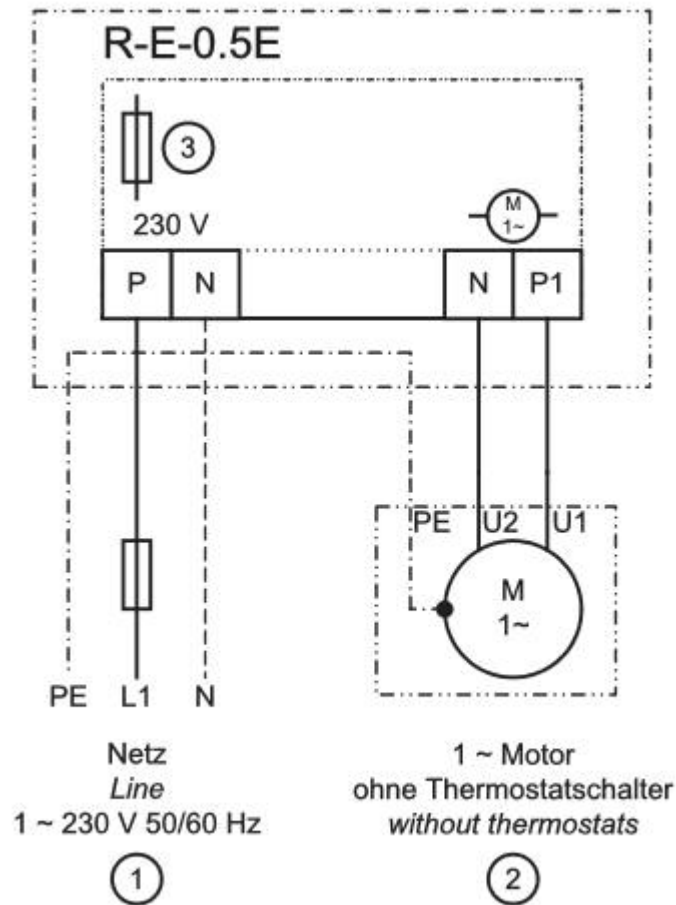 R-E-0.5E
3
230 V
M
1~
P N N P1
PE U2 U1
M
1~
PE L1 N
Netz
Line
1 ~ 230 V 50/60 Hz
1
1 ~ Motor
ohne Thermostatschalter
without thermostats
2